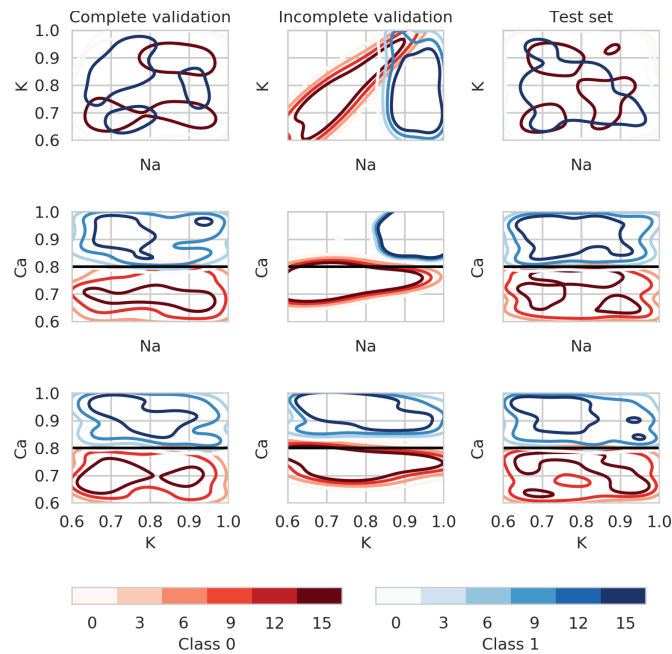 Complete validation Incomplete validation Test set
1.0
0.9
0.8
0.7
0.6
K
Na Na Na
1.0
0.9
0.8
0.7
0.6
Ca Ca Ca
Na Na Na
1.0
0.9
0.8
0.7
0.6
Ca Ca Ca
0.6 0.7 0.8 0.9 1.0 0.6 0.7 0.8 0.9 1.0 0.6 0.7 0.8 0.9 1.0
K K K
0 3 6 9 12 15 0 3 6 9 12 15
Class 0 Class 1